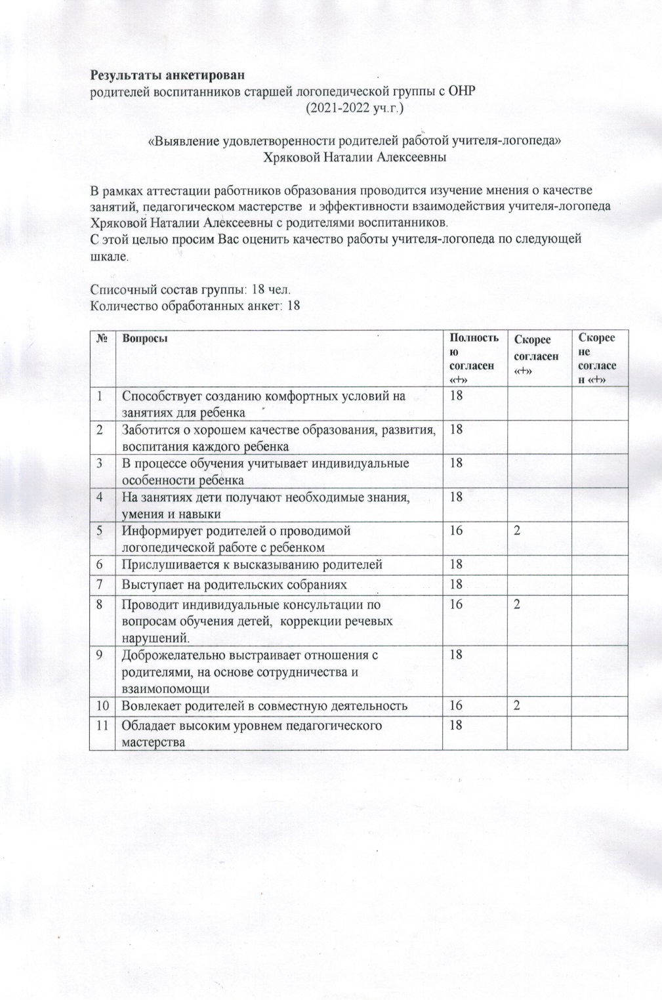 Результаты анкетирован
родителей воспитанников старшей логопедической группы с ОНР
(2021-2022 уч.г.)
«Выявление удовлетворенности родителей работой учителя-логопеда»
Хряковой Наталии Алексеевны
В рамках аттестации работников образования проводится изучение мнения о качестве
занятий, педагогическом мастерстве  и эффективности взаимодействия учителя-логопеда
Хряковой Наталии Алексеевны с родителями воспитанников.
С этой целью просим Вас оценить качество работы учителя-логопеда по следующей
шкале.
Списочный состав группы: 18 чел.
Количество обработанных анкет: 18
№
Вопросы
Полность
ю
согласен
«+»
Скорее
согласен
«+»
Скорее
не
согласе
н «+»
1 Способствует созданию комфортных условий на 18
занятиях для ребенка
2 Заботится о хорошем качестве образования, развития, 18
воспитания каждого ребенка
3 В процессе обучения учитывает индивидуальные 18
особенности ребенка
4 На занятиях дети получают необходимые знания, 18
умения и навыки
5 Информирует родителей о проводимой 16 2
логопедической работе с ребенком
6 Прислушивается к высказыванию родителей 18
7 Выступает на родительских собраниях 18
8 Проводит индивидуальные консультации по 16 2
вопросам обучения детей,  коррекции речевых
нарушений.
9 Доброжелательно выстраивает отношения с 18
родителями, на основе сотрудничества и
взаимопомощи
10 Вовлекает родителей в совместную деятельность 16 2
11 Обладает высоким уровнем педагогического 18
мастерства